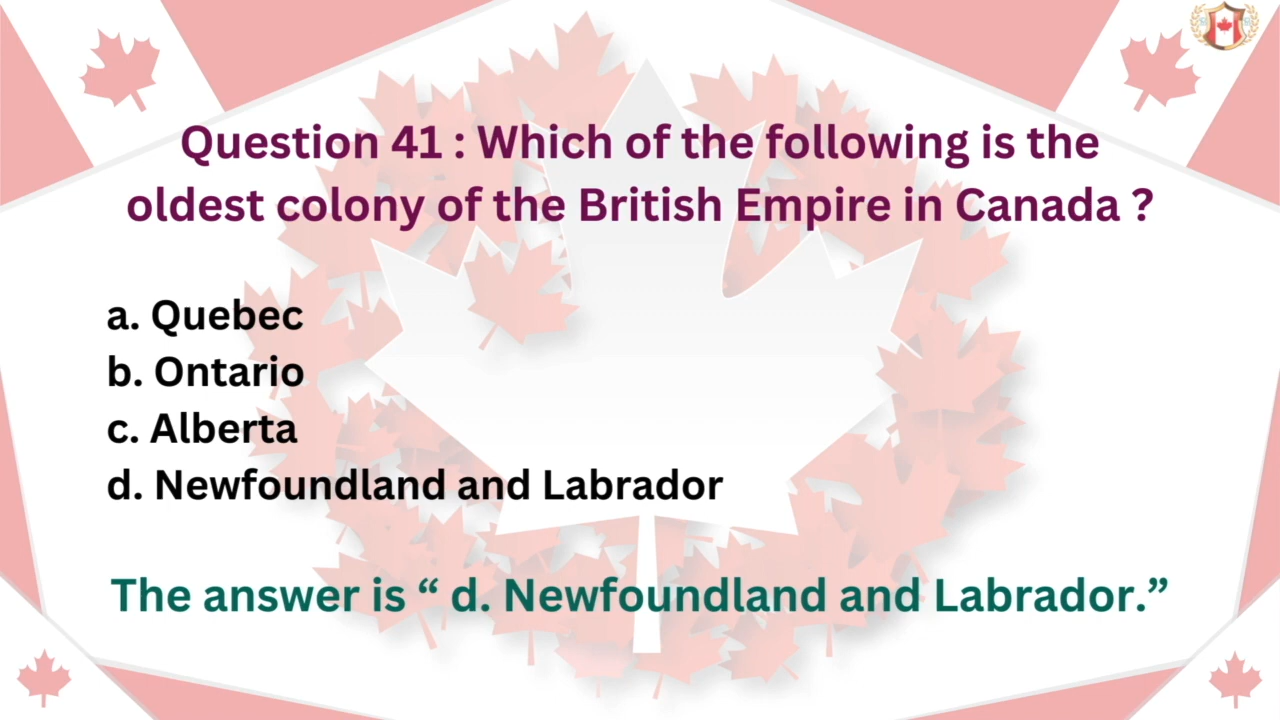 Question 41 : Which of the following is the
oldest colony of the British Empire in Canada ?
a. Quebec
b. Ontario
c. Alberta
d. Newfoundland and Labrador
The answer is “ d. Newfoundland and Labrador.”